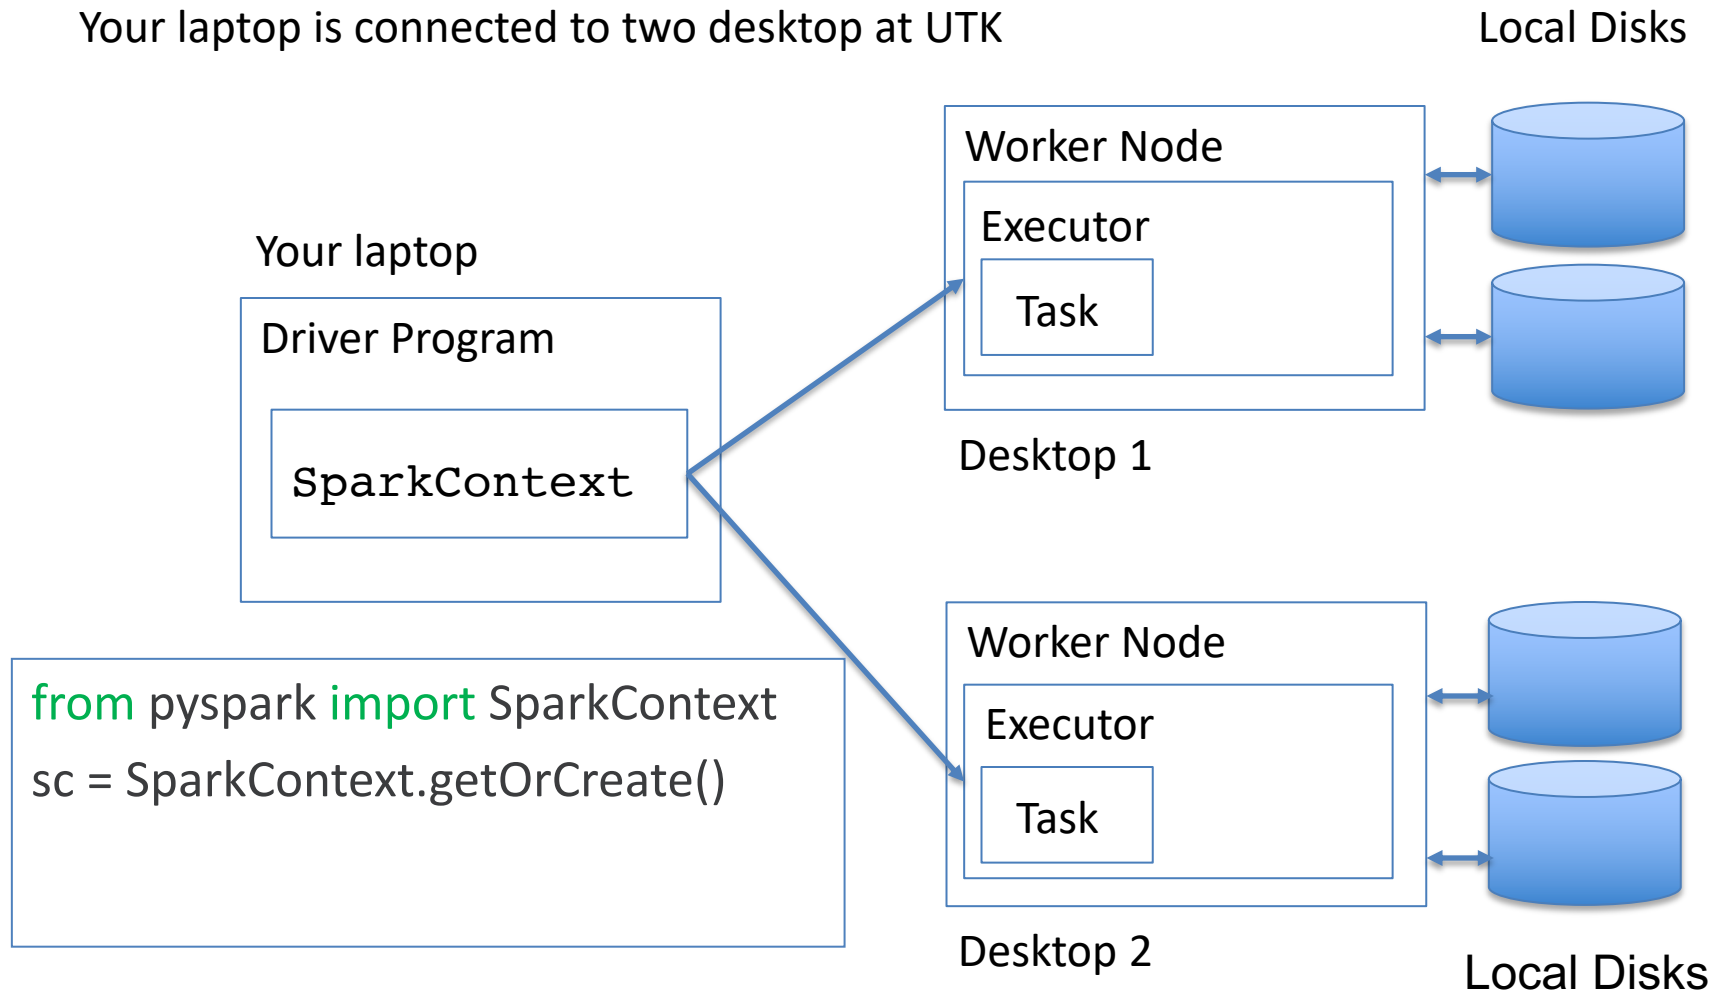 Your laptop is connected to two desktop at UTK
Local Disks
Worker Node
Executor
Task
Desktop 1
Your laptop
Driver Program
SparkContext
from pyspark import SparkContext
sc = SparkContext.getOrCreate()
Worker Node
Executor
Task
Desktop 2
Local Disks